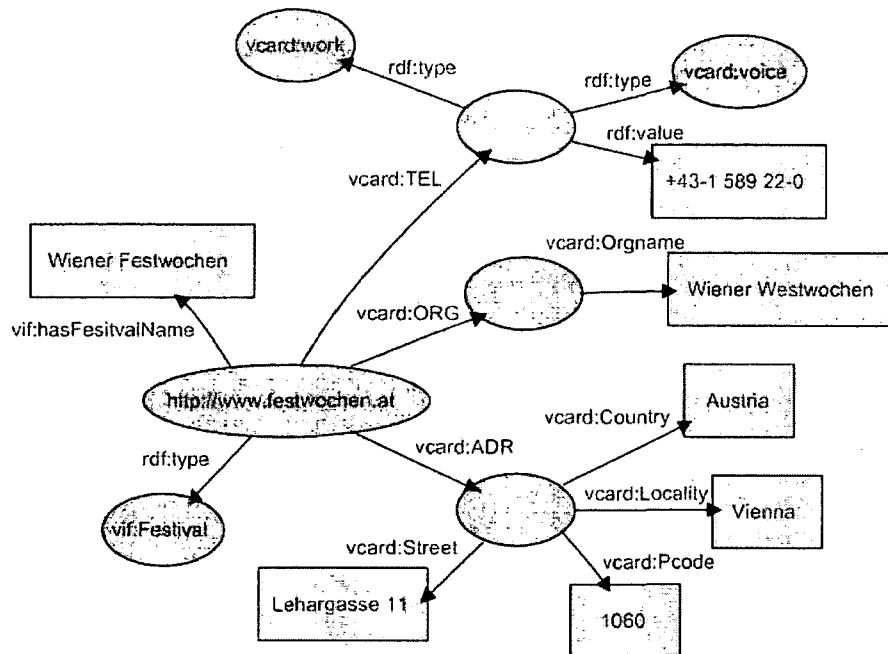 vcard:work
rdf:type
rdf:type
vcard:voice
rdf:value
+43-1 589 22-0
vcard:TEL
vcard:Orgname
Wiener Festwochen
Wiener Westwochen
vcard:ORG
vif:hasFesitvalName
http://www.festwochen.at
Austria
vcard:Country
vcard:ADR
rdf:type
vcard:Locality
Vienna
vif:Festival
vcard:Street
vcard:Pcode
Lehargasse 11
1060